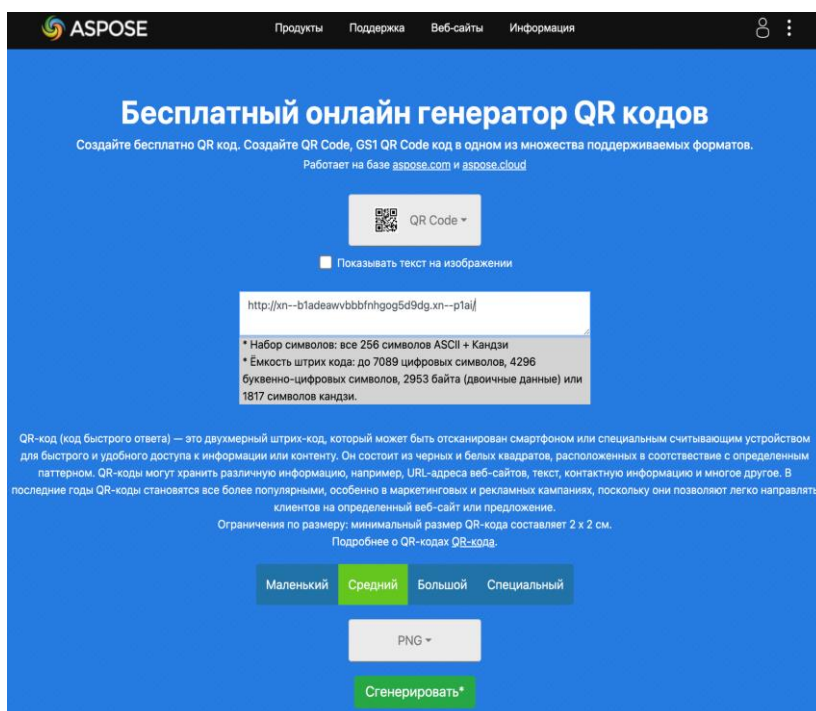 ASPOSE Продукты Поддержка Веб-сайты Информация
Бесплатный онлайн генератор QR кодов
Создайте бесплатно QR код. Создайте QR Code, GS1 QR Code код в одном из множества поддерживаемых форматов.
Работает на базе aspose.com и aspose.cloud
QR Code
Показывать текст на изображении
http://xn--b1adeawvbbbfnhgog5d9dg.xn--p1ai/
* Набор символов: все 256 символов ASCII + Кандзи
* Ёмкость штрих кода: до 7089 цифровых символов, 4296
буквенно-цифровых символов, 2953 байта (двоичные данные) или
1817 символов кандзи.
QR-код (код быстрого ответа) — это двухмерный штрих-код, который может быть отсканирован смартфоном или специальным считывающим устройством
для быстрого и удобного доступа к информации или контенту. Он состоит из черных и белых квадратов, расположенных в соотстветствие с определенным
паттерном. QR-коды могут хранить различную информацию, например, URL-адреса веб-сайтов, текст, контактную информацию и многое другое. В
последние годы QR-коды становятся все более популярными, особенно в маркетинговых и рекламных кампаниях, поскольку они позволяют легко направлять
клиентов на определенный веб-сайт или предложение.
Ограничения по размеру: минимальный размер QR-кода составляет 2 x 2 см.
Подробнее о QR-кодах QR-кода.
Маленький Средний Большой Специальный
PNG
Сгенерировать*